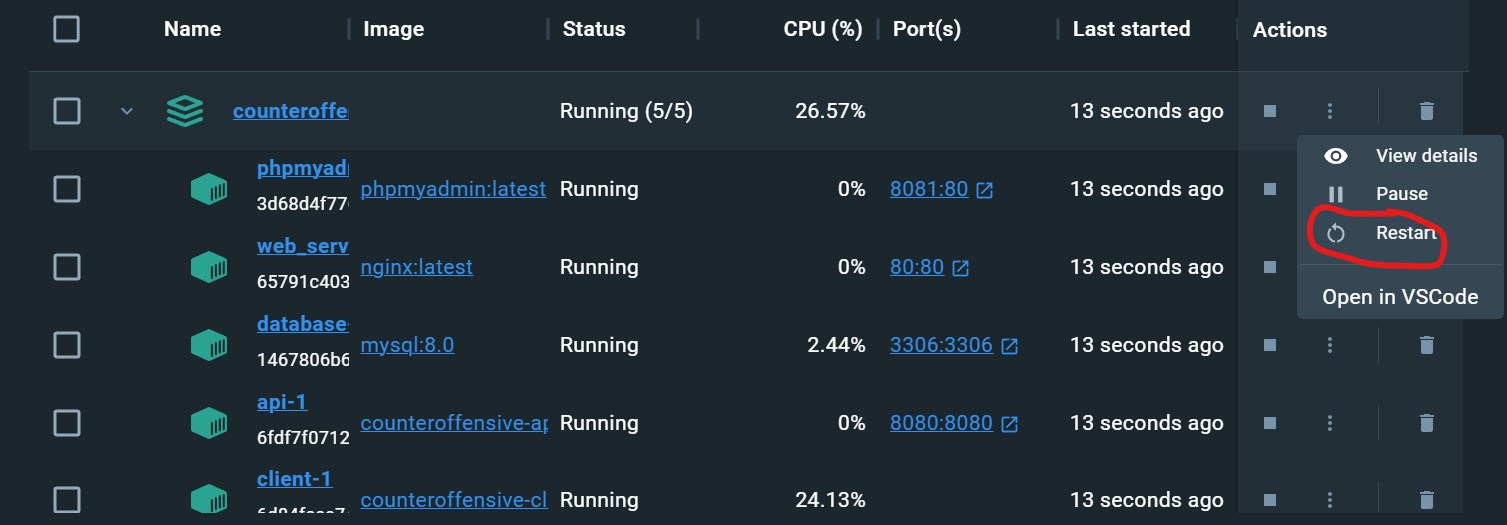 Name Image Status CPU (%) Port(s) Last started Actions
counteroffe Running (5/5) 26.57% 13 seconds ago
View details
phpmyad
phpmyadmin:latest Running 0% 8081:80 13 seconds ago
Pause
3d68d4f77
Restart
web_serv
nginx:latest Running 0% 80:80 13 seconds ago
65791c403
Open in VSCode
database-
mysql:8.0 Running 2.44% 3306:3306 13 seconds ago
1467806b6
api-1
counteroffensive-ap Running 0% 8080:8080 13 seconds ago
6fdf7f0712
client-1
counteroffensive-cl Running 24.13% 13 seconds ago